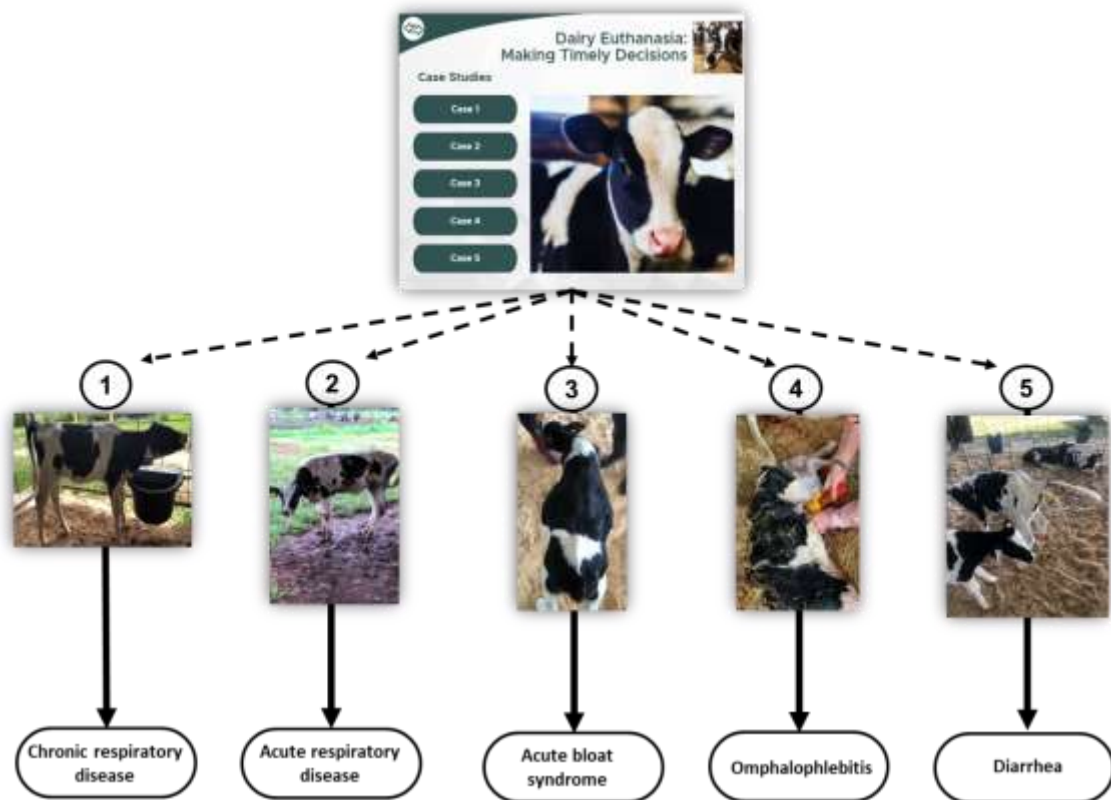 Dairy Euthanasia:
Making Timely Decisions
Case Studies
Case 1
Case 2
Case 3
Case 4
Case 5
1
2
3
4
5
Chronic respiratory
disease
Acute respiratory
disease
Acute bloat
syndrome
Omphalophlebitis
Diarrhea